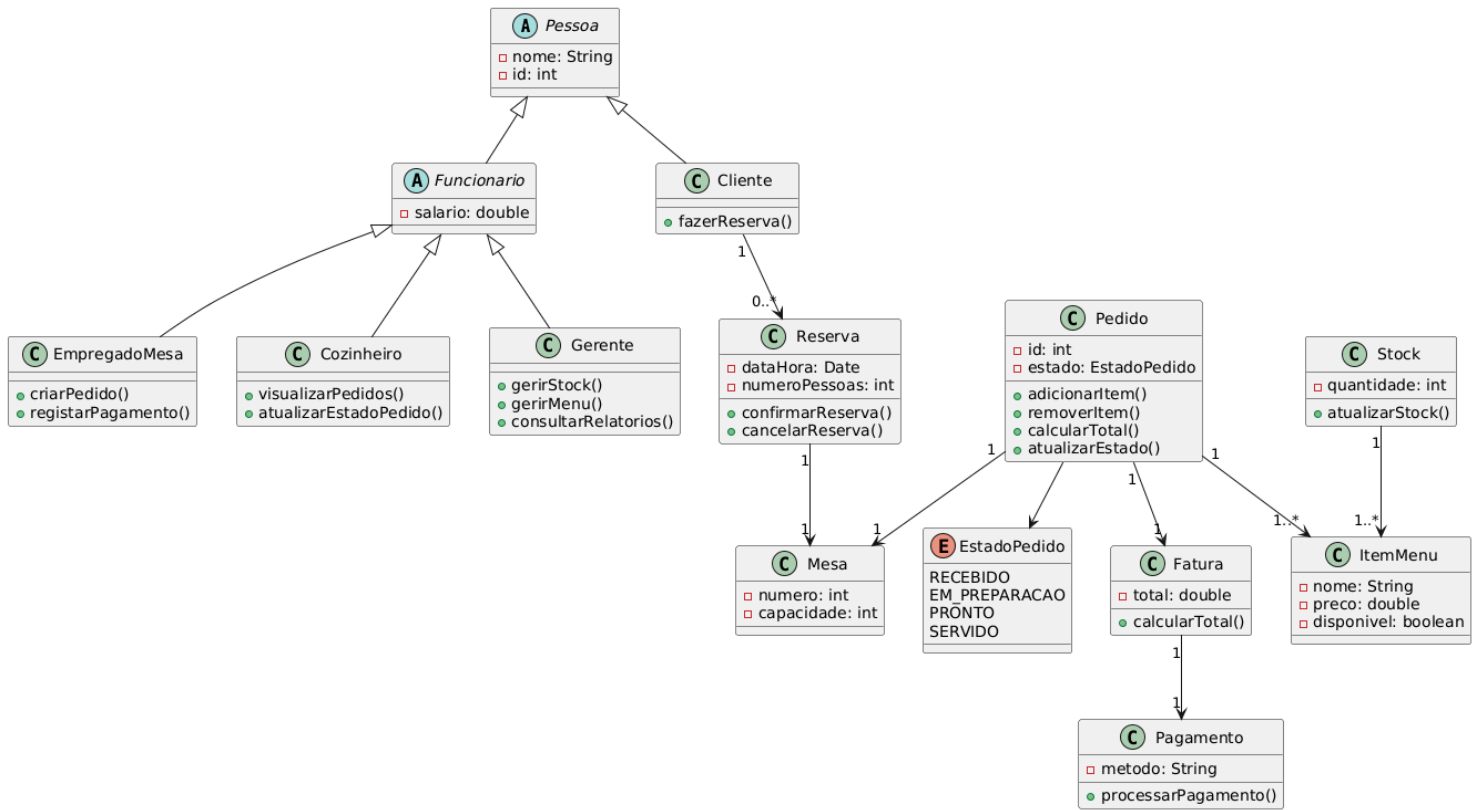 A Pessoa
nome: String
id: int
A Funcionario
salario: double
C Cliente
fazerReserva()
1
0..*
C EmpregadoMesa
criarPedido()
registarPagamento()
C Cozinheiro
visualizarPedidos()
atualizarEstadoPedido()
C Gerente
gerirStock()
gerirMenu()
consultarRelatorios()
C Reserva
dataHora: Date
numeroPessoas: int
confirmarReserva()
cancelarReserva()
1
1
C Pedido
id: int
estado: EstadoPedido
adicionarItem()
removerItem()
calcularTotal()
atualizarEstado()
1
1
1
1
1
1..*
C Stock
quantidade: int
atualizarStock()
1
1..*
C Mesa
numero: int
capacidade: int
E EstadoPedido
RECEBIDO
EM_PREPARACAO
PRONTO
SERVIDO
C Fatura
total: double
calcularTotal()
1
1
C ItemMenu
nome: String
preco: double
disponivel: boolean
C Pagamento
metodo: String
processarPagamento()